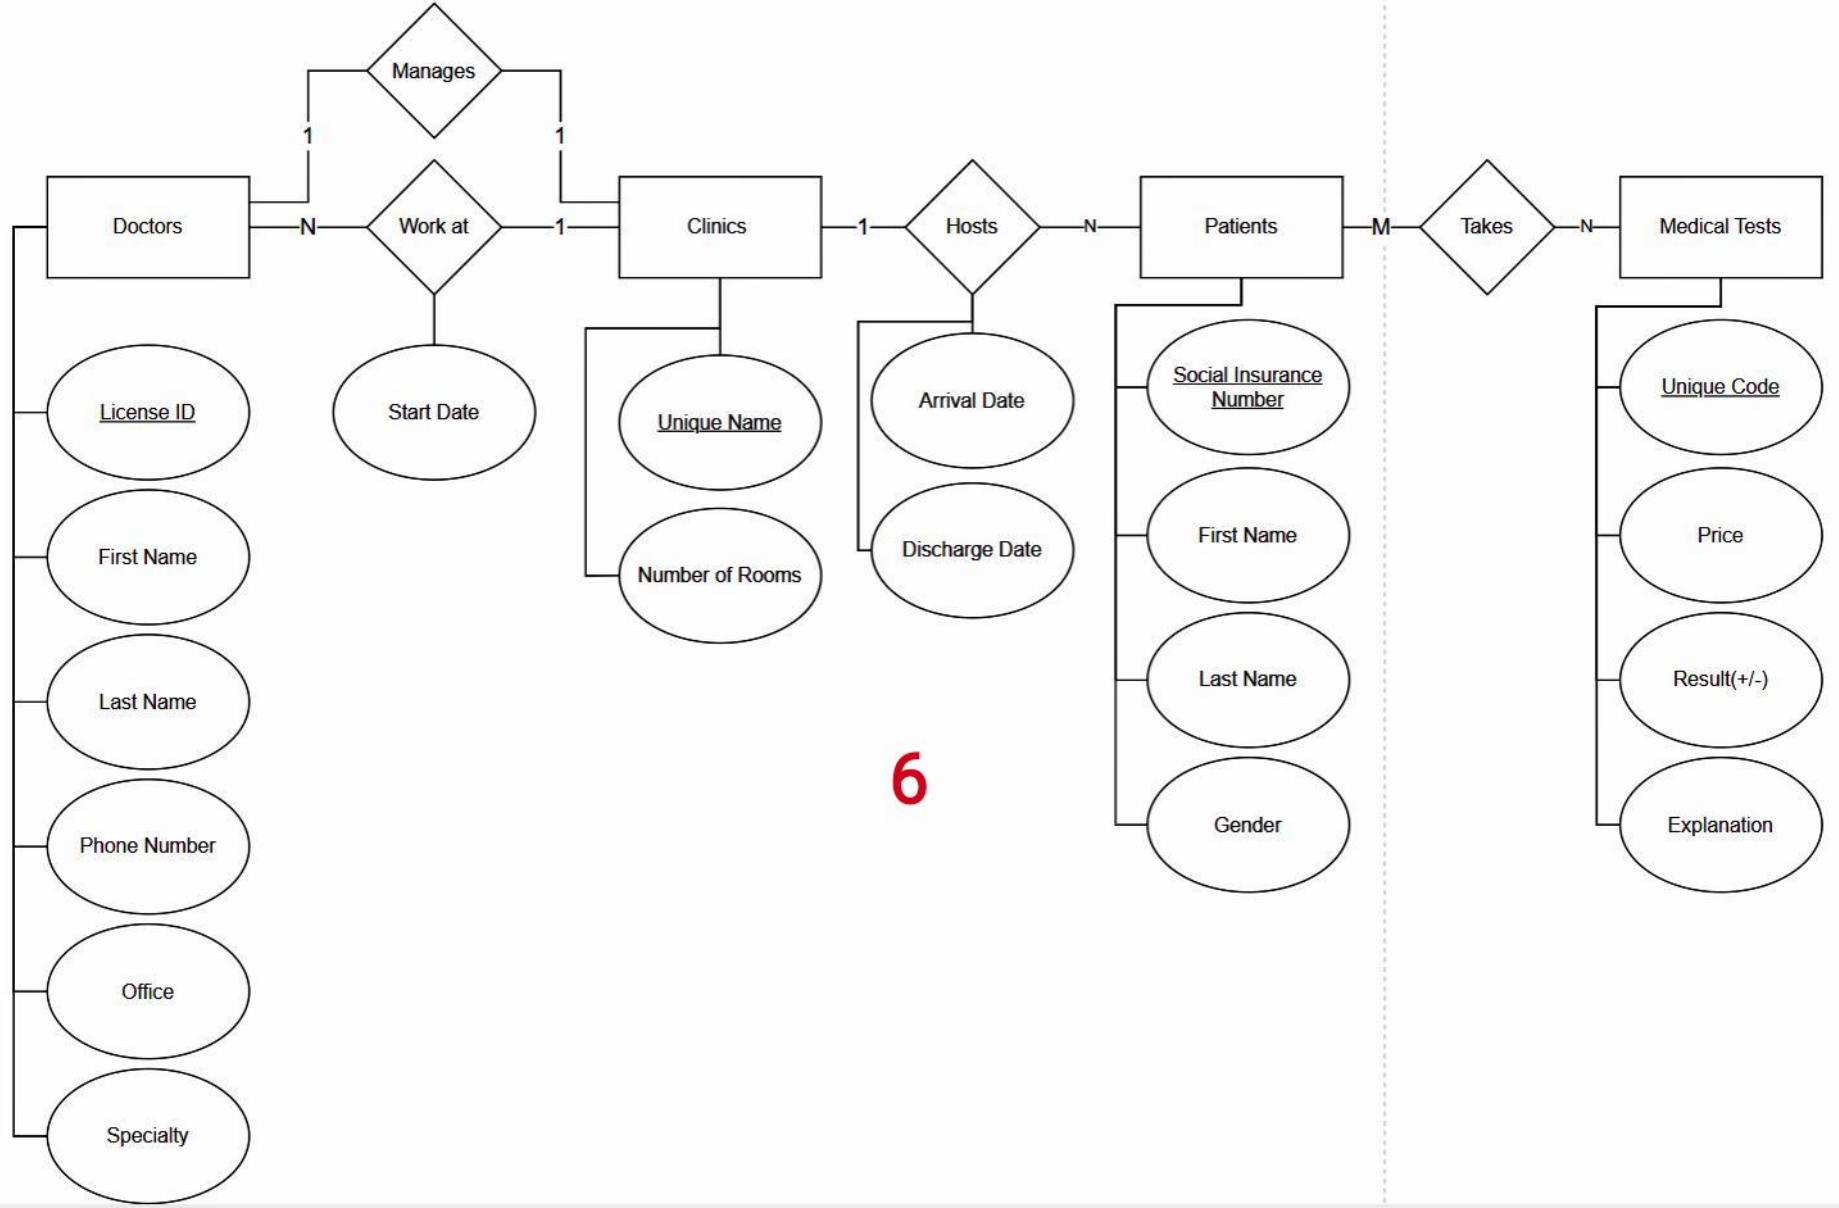 Manages
1
1
Doctors
N
Work at
1
Clinics
1
Hosts
N
Patients
M
Takes
N
Medical Tests
License ID
First Name
Last Name
Phone Number
Office
Specialty
Start Date
Unique Name
Number of Rooms
Arrival Date
Discharge Date
Social Insurance
Number
First Name
Last Name
Gender
Unique Code
Price
Result(+/-)
Explanation
6